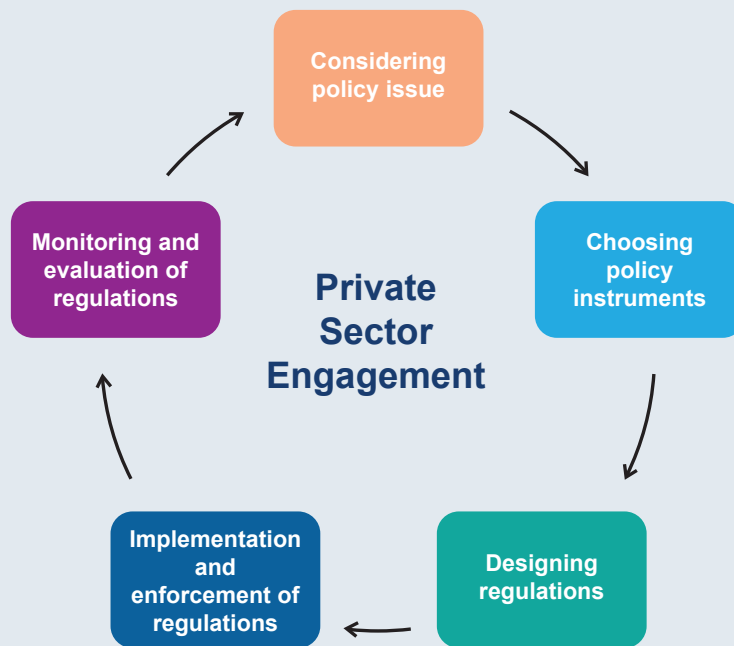 Considering
policy issue
Choosing
policy
instruments
Designing
regulations
Implementation
and
enforcement of
regulations
Monitoring and
evaluation of
regulations
Private
Sector
Engagement